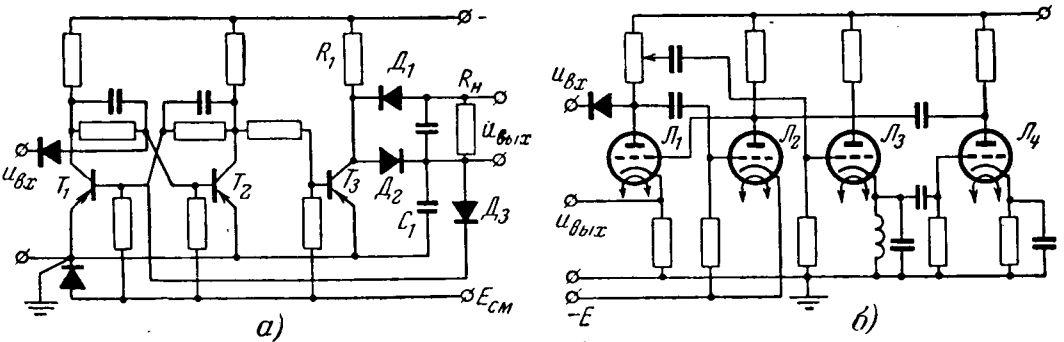 -
R₁
Д₁
Rн
uвых
uвх
T₁
T₂
T₃
Д₂
C₁
Д₃
Eсм
а)
uвх
Л₁
Л₂
Л₃
Л₄
uвых
-E
б)